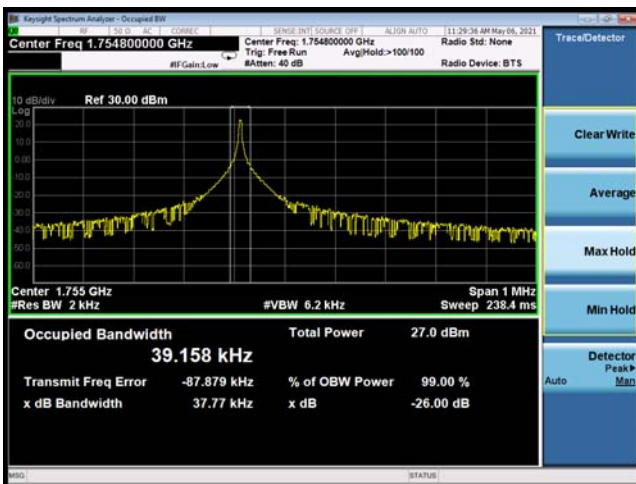 Keysight Spectrum Analyzer - Occupied BW
RF 50 Ω AC CORREC SENSE:INT SOURCE OFF ALIGN AUTO 11:29:36 AM May 06, 2021
Center Freq 1.754800000 GHz
Center Freq: 1.754800000 GHz
Radio Std: None
Trig: Free Run Avg|Hold:>100/100
#IFGain:Low #Atten: 40 dB Radio Device: BTS
Trace/Detector
10 dB/div Ref 30.00 dBm
Log
20.0
10.0
0.00
-10.0
-20.0
-30.0
-40.0
-50.0
-60.0
Center 1.755 GHz Span 1 MHz
#Res BW 2 kHz #VBW 6.2 kHz Sweep 238.4 ms
Occupied Bandwidth Total Power 27.0 dBm
39.158 kHz
Transmit Freq Error -87.879 kHz % of OBW Power 99.00 %
x dB Bandwidth 37.77 kHz x dB -26.00 dB
Clear Write
Average
Max Hold
Min Hold
Detector
Peak▶
Auto Man
MSG STATUS